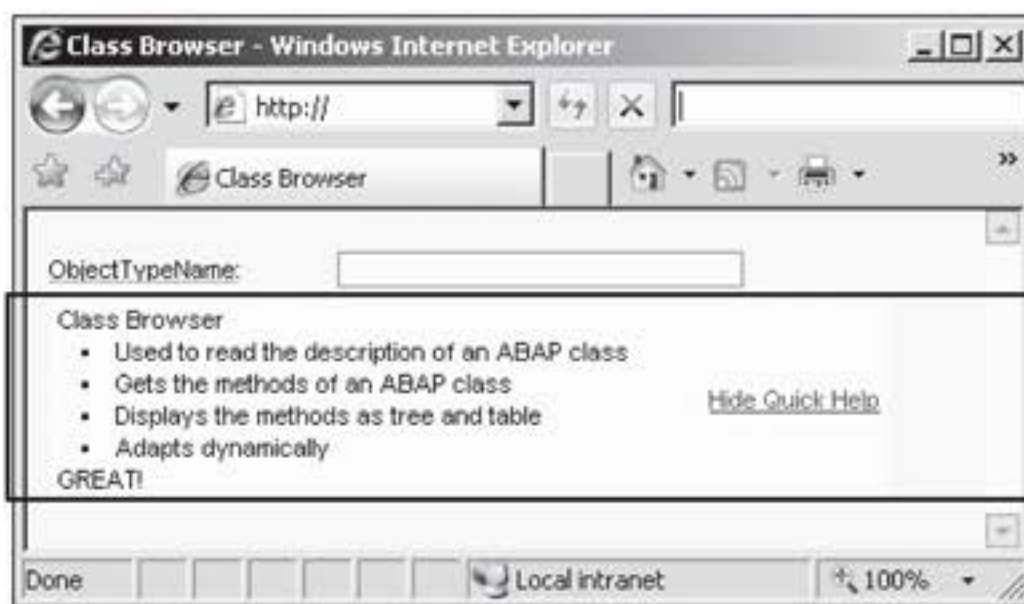 Class Browser - Windows Internet Explorer
http://
Class Browser
»
ObjectTypeName:
Class Browser
▪ Used to read the description of an ABAP class
▪ Gets the methods of an ABAP class
▪ Displays the methods as tree and table
▪ Adapts dynamically
GREAT!
Hide Quick Help
Done Local intranet 100%